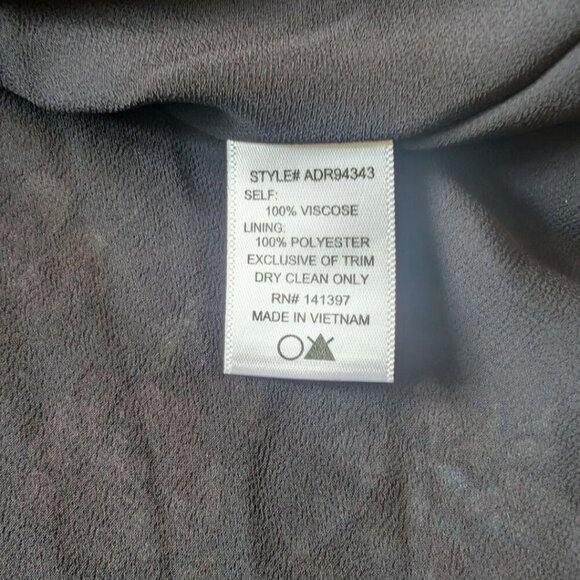 STYLE# ADR94343
SELF:
100% VISCOSE
LINING:
100% POLYESTER
EXCLUSIVE OF TRIM
DRY CLEAN ONLY
RN# 141397
MADE IN VIETNAM